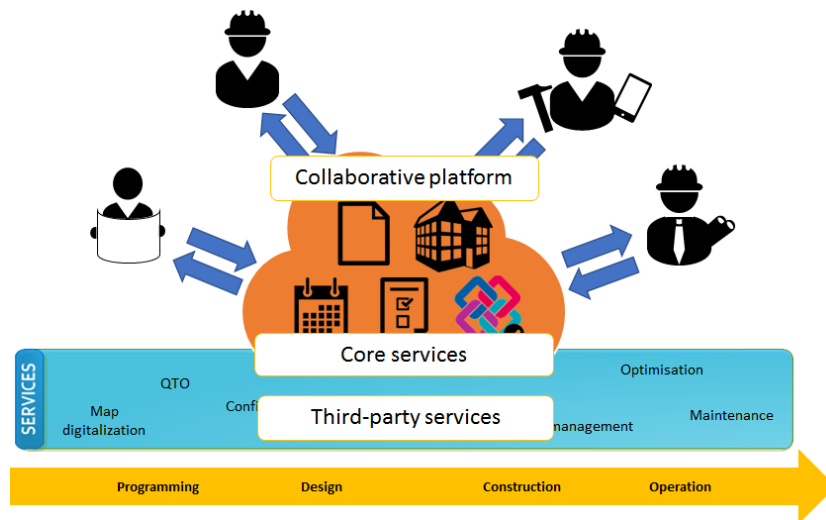 Collaborative platform
Core services
Third-party services
SERVICES
QTO
Map
digitalization
Optimisation
management
Maintenance
Programming
Design
Construction
Operation